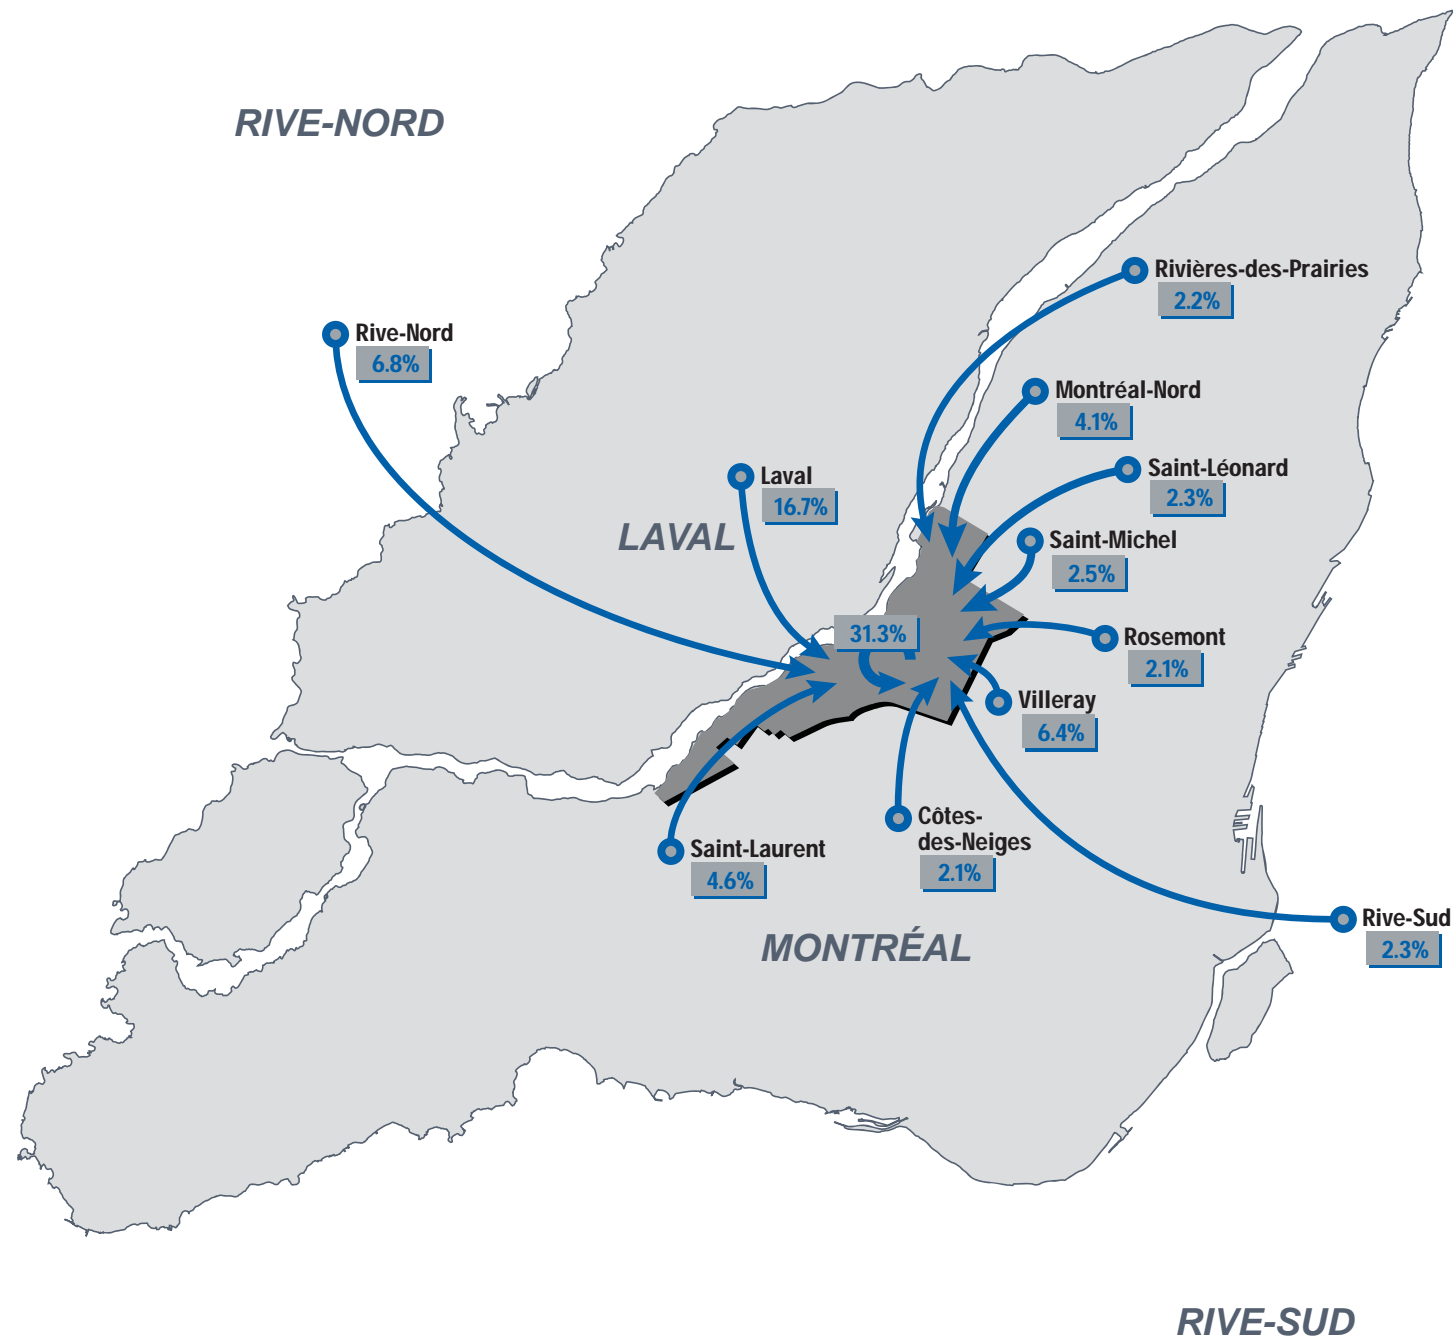 RIVE-NORD
Rivières-des-Prairies
2.2%
Rive-Nord
6.8%
Montréal-Nord
4.1%
Laval
16.7%
Saint-Léonard
2.3%
LAVAL
Saint-Michel
2.5%
31.3%
Rosemont
2.1%
Villeray
6.4%
Côtes-
des-Neiges
2.1%
Saint-Laurent
4.6%
Rive-Sud
2.3%
MONTRÉAL
RIVE-SUD